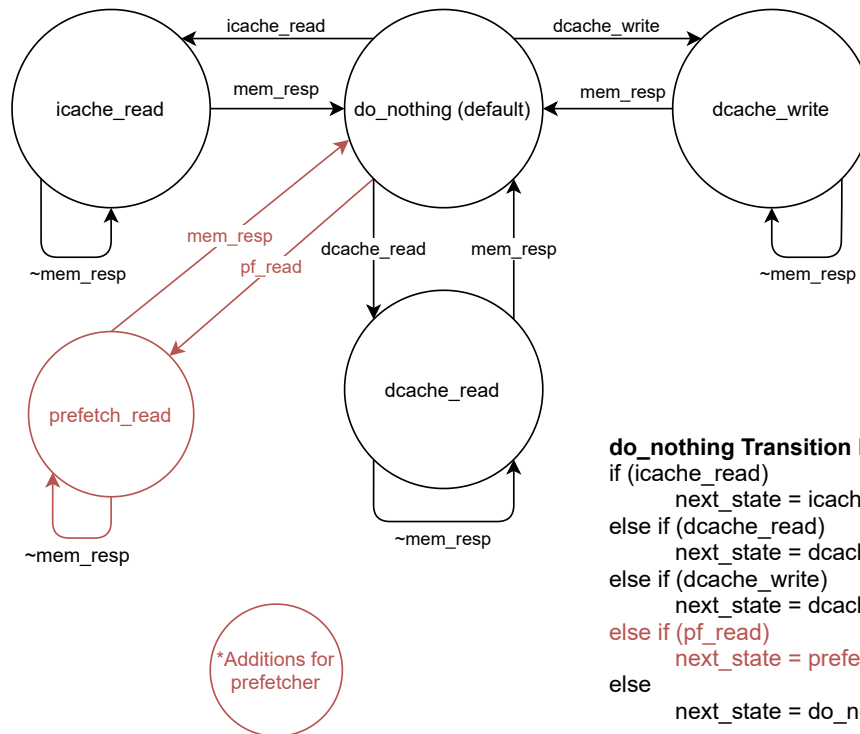 icache_read
dcache_write
mem_resp
mem_resp
icache_read
do_nothing (default)
dcache_write
mem_resp
pf_read
dcache_read
mem_resp
~mem_resp
~mem_resp
prefetch_read
dcache_read
~mem_resp
~mem_resp
do_nothing Transition
if (icache_read)
next_state = icach
else if (dcache_read)
next_state = dcach
else if (dcache_write)
next_state = dcach
else if (pf_read)
next_state = prefe
else
next_state = do_n
*Additions for
prefetcher